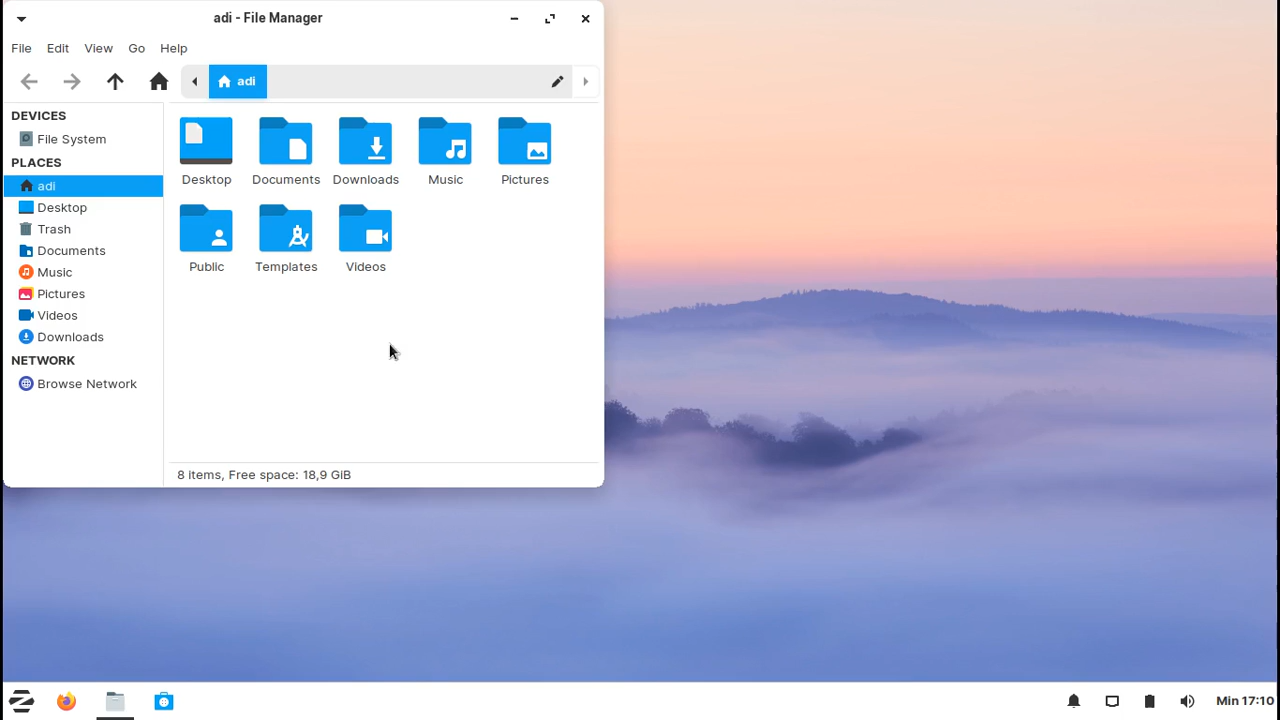 adi - File Manager
File Edit View Go Help
adi
DEVICES
File System
PLACES
adi
Desktop
Trash
Documents
Music
Pictures
Videos
Downloads
NETWORK
Browse Network
Desktop Documents Downloads Music Pictures
Public Templates Videos
8 items, Free space: 18,9 GiB
Min 17:10